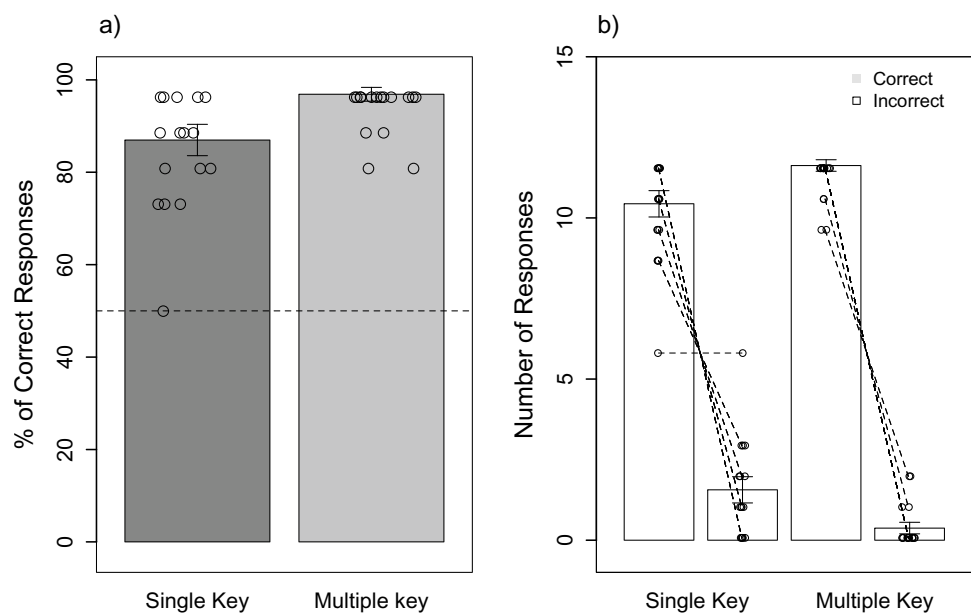 a)
% of Correct Responses
100
80
60
40
20
0
Single Key
Multiple key
b)
Number of Responses
15
10
5
0
Correct
Incorrect
Single Key
Multiple Key